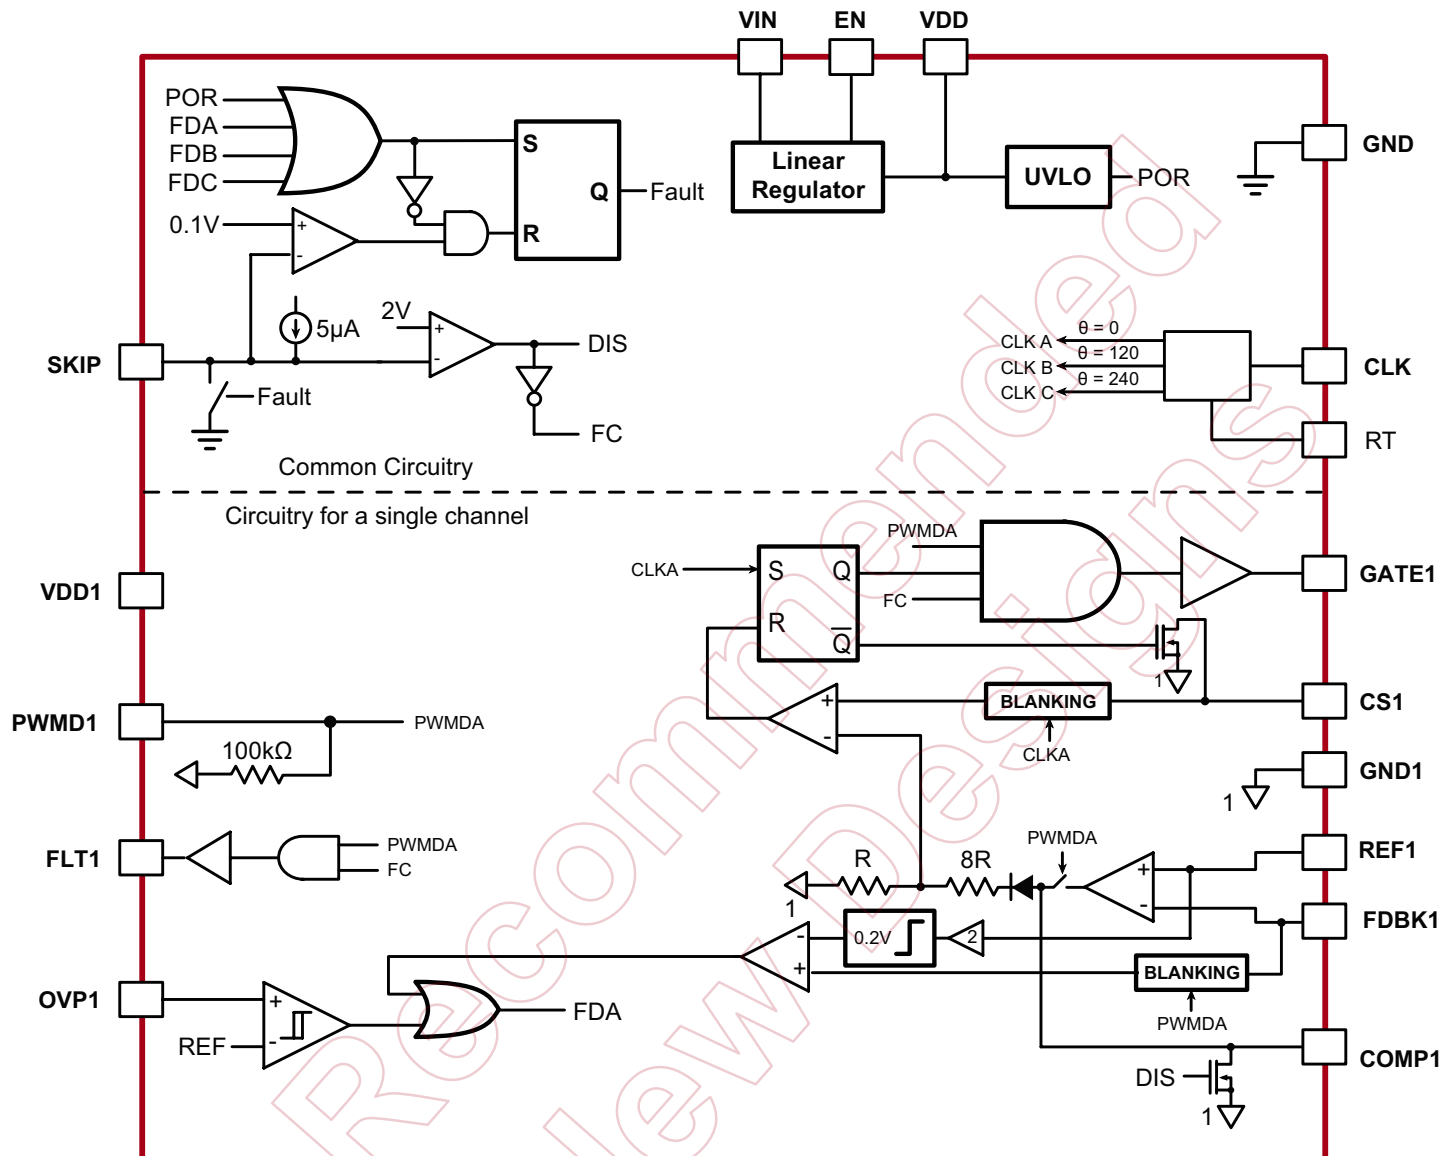 VIN EN VDD
POR
FDA
FDB
FDC
S
Q
R
Fault
0.1V
+
-
Linear
Regulator
UVLO
POR
GND
SKIP
5µA
2V
+
-
DIS
FC
Fault
CLK A
CLK B
CLK C
θ = 0
θ = 120
θ = 240
CLK
RT
Common Circuitry
Circuitry for a single channel
VDD1
PWMDA
CLKA
S Q
R Q
FC
GATE1
1
PWMD1
PWMDA
100kΩ
+
-
BLANKING
CLKA
CS1
1
GND1
FLT1
PWMDA
FC
R
8R
PWMDA
+
-
REF1
FDBK1
1
-
+
0.2V
2
BLANKING
PWMDA
OVP1
+
-
REF
FDA
COMP1
DIS
1
Recommended
New Designs